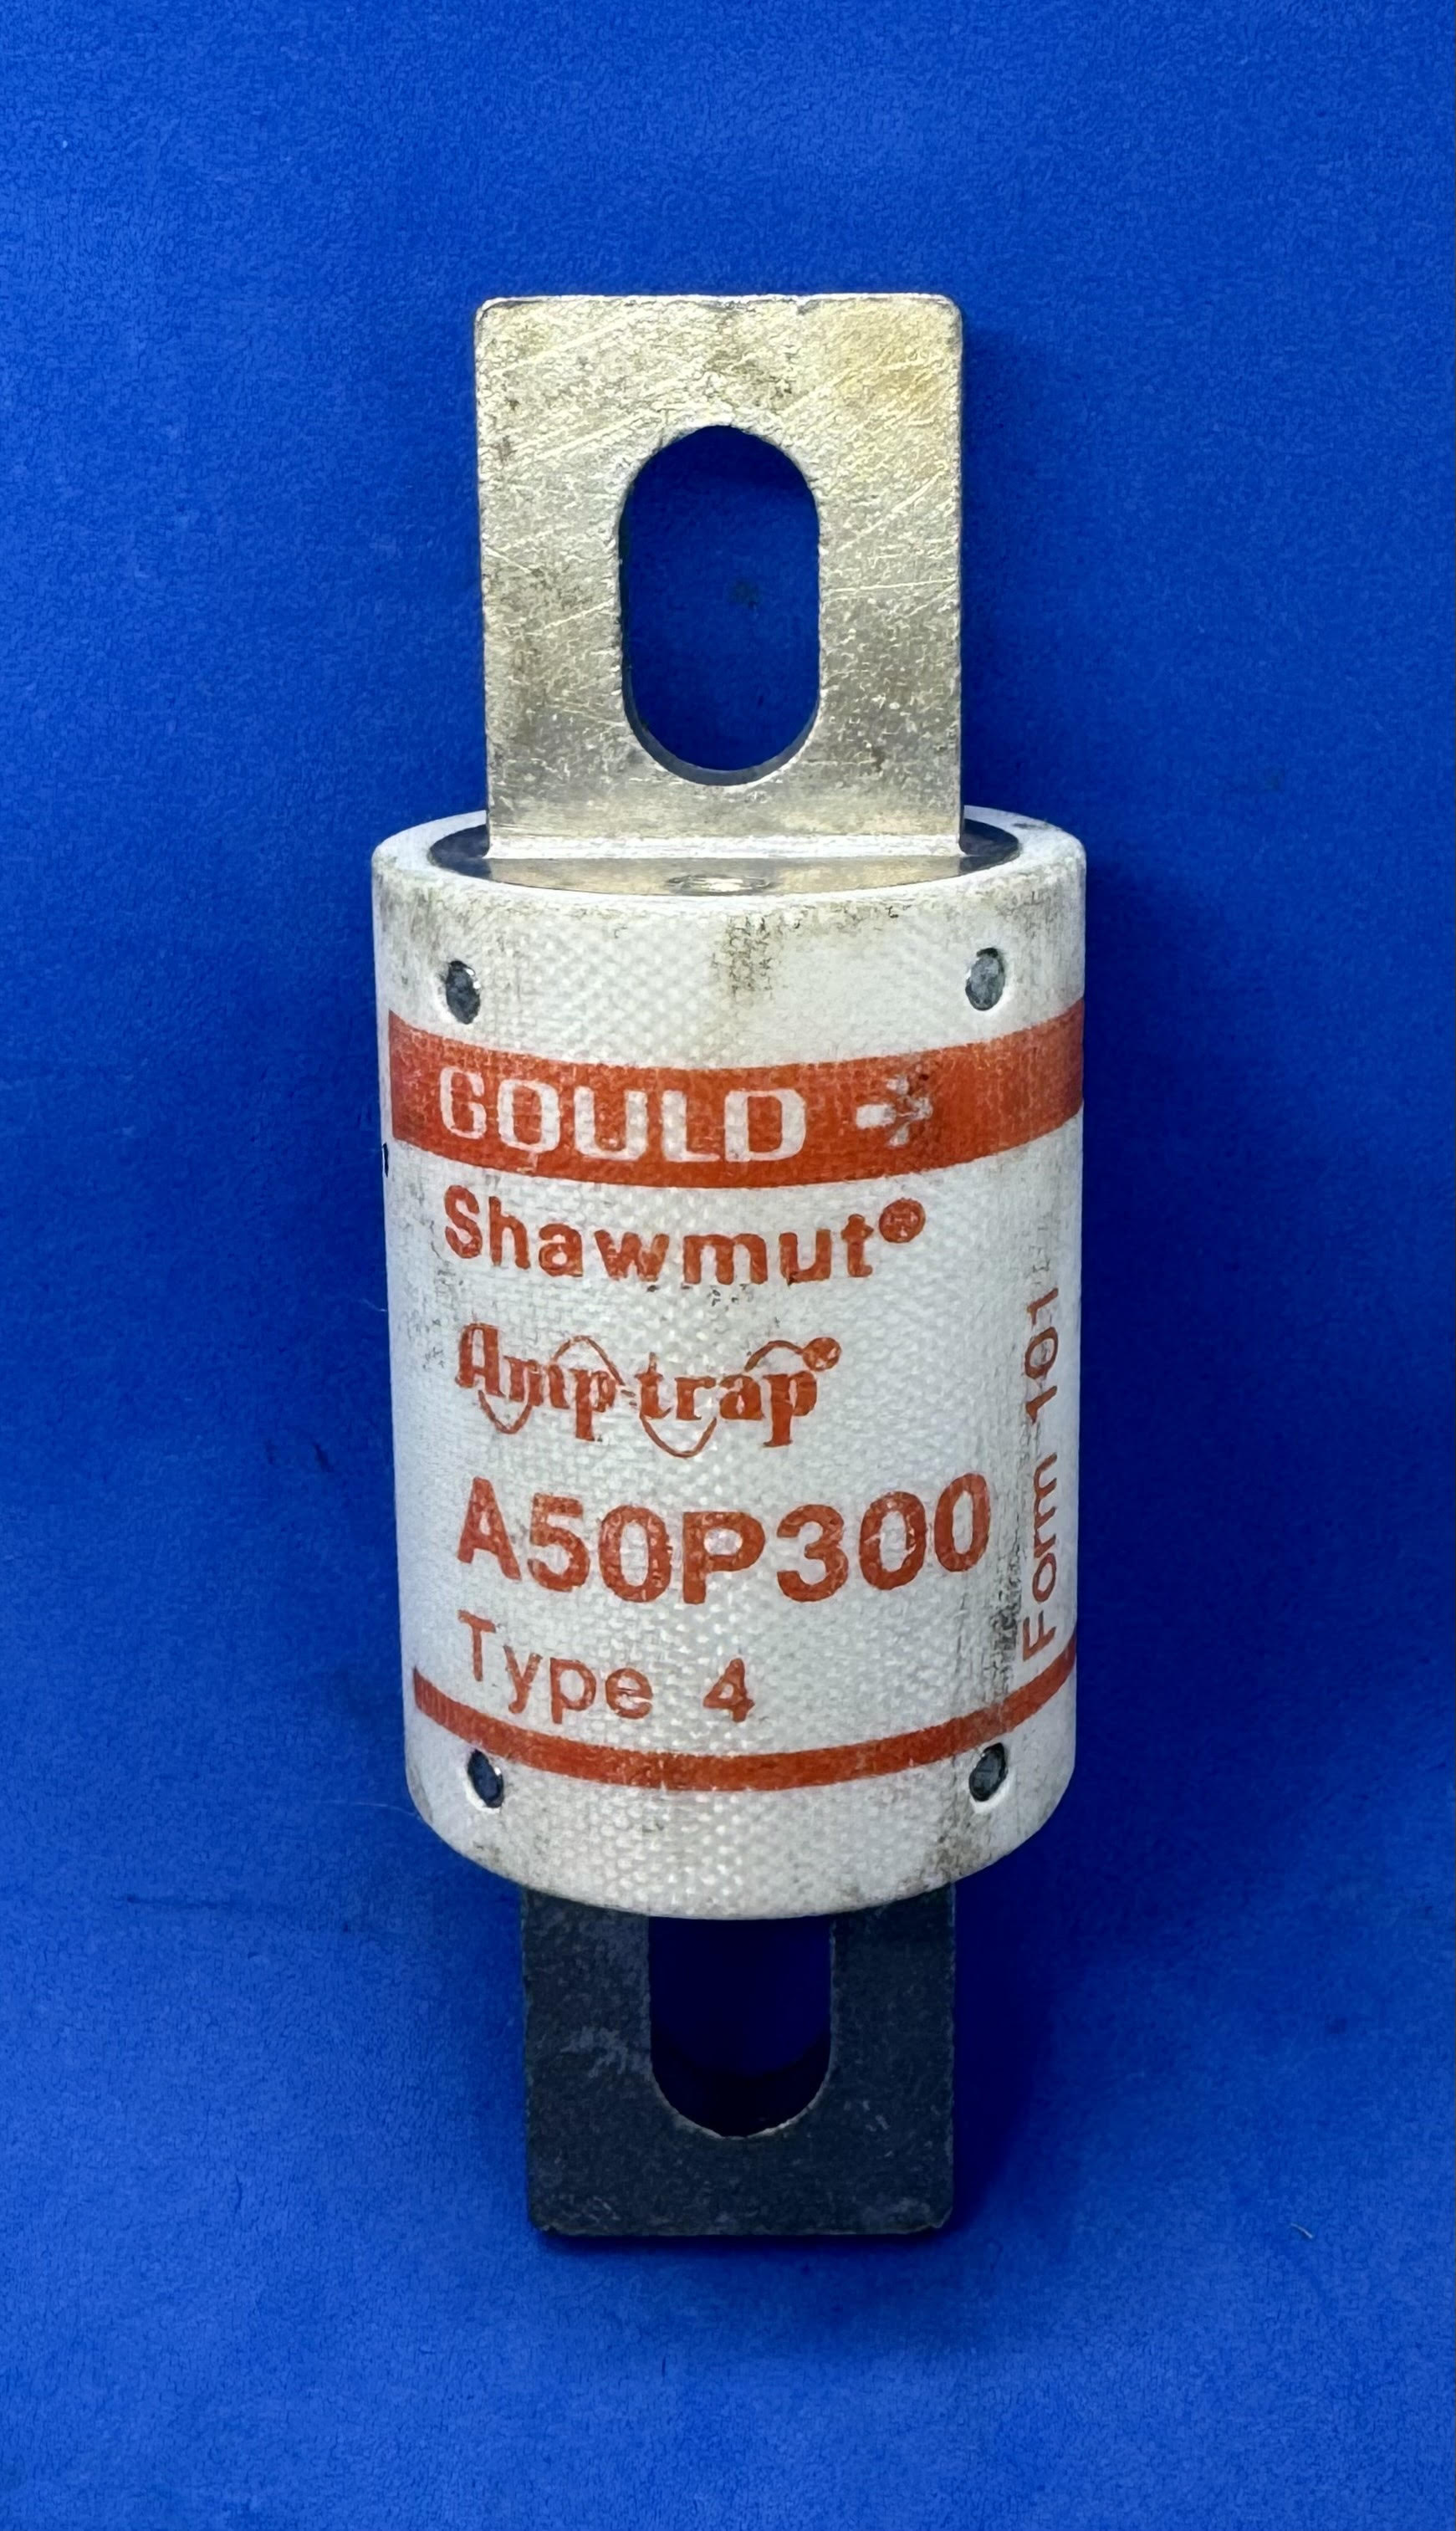 GOULD
Shawmut®
Amp-trap®
A50P300
Type 4
Form 101